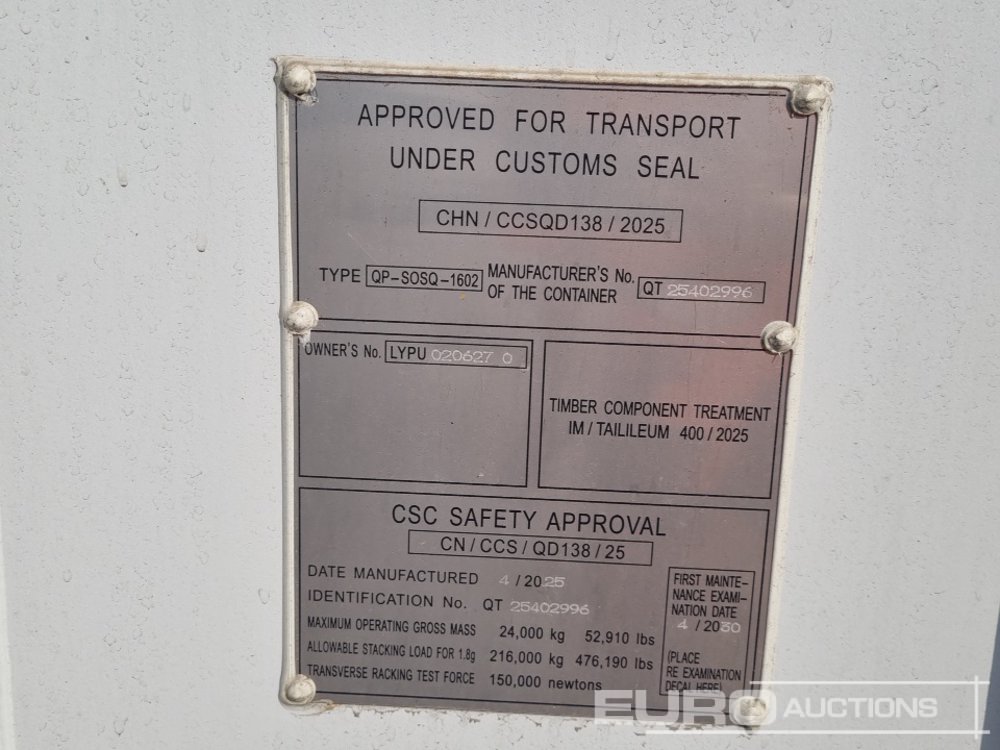 APPROVED FOR TRANSPORT
UNDER CUSTOMS SEAL
CHN / CCSQD138 / 2025
TYPE QP-SOSQ-1602 MANUFACTURER'S No. OF THE CONTAINER QT 25402996
OWNER'S No. LYPU 020627 0
TIMBER COMPONENT TREATMENT
IM / TAILILEUM 400 / 2025
CSC SAFETY APPROVAL
CN / CCS / QD138 / 25
DATE MANUFACTURED 4 / 2025
IDENTIFICATION No. QT 25402996
MAXIMUM OPERATING GROSS MASS 24,000 kg 52,910 lbs
ALLOWABLE STACKING LOAD FOR 1.8g 216,000 kg 476,190 lbs
TRANSVERSE RACKING TEST FORCE 150,000 newtons
FIRST MAINTE-
NANCE EXAMI-
NATION DATE
4 / 2030
(PLACE
RE EXAMINATION
DECAL HERE)
EURO AUCTIONS